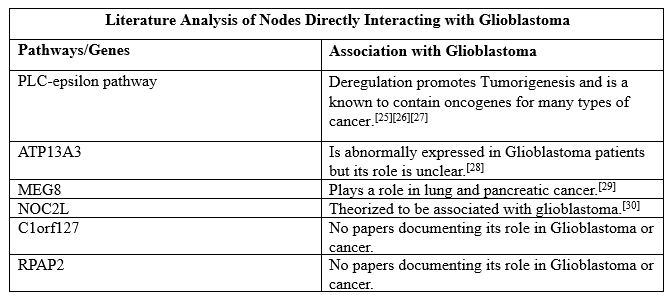 Literature Analysis of Nodes Directly Interacting with Glioblastoma
Pathways/Genes Association with Glioblastoma
PLC-epsilon pathway Deregulation promotes Tumorigenesis and is a
known to contain oncogenes for many types of
cancer.[25][26][27]
ATP13A3 Is abnormally expressed in Glioblastoma patients
but its role is unclear.[28]
MEG8 Plays a role in lung and pancreatic cancer.[29]
NOC2L Theorized to be associated with glioblastoma.[30]
C1orf127 No papers documenting its role in Glioblastoma or
cancer.
RPAP2 No papers documenting its role in Glioblastoma or
cancer.